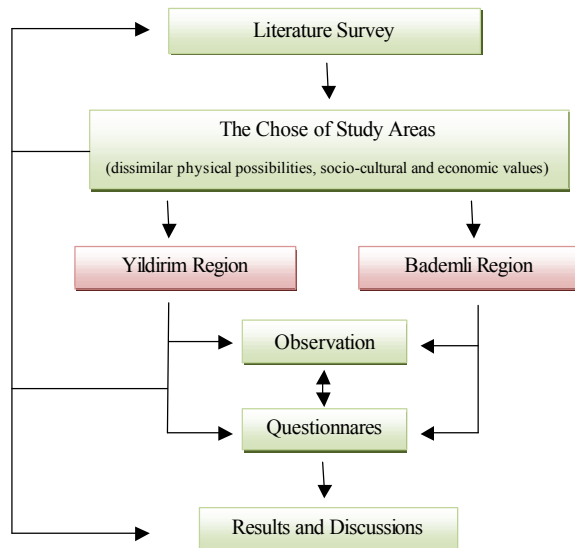 Literature Survey
The Chose of Study Areas
(dissimilar physical possibilities, socio-cultural and economic values)
Yildirim Region
Bademli Region
Observation
Questionnares
Results and Discussions